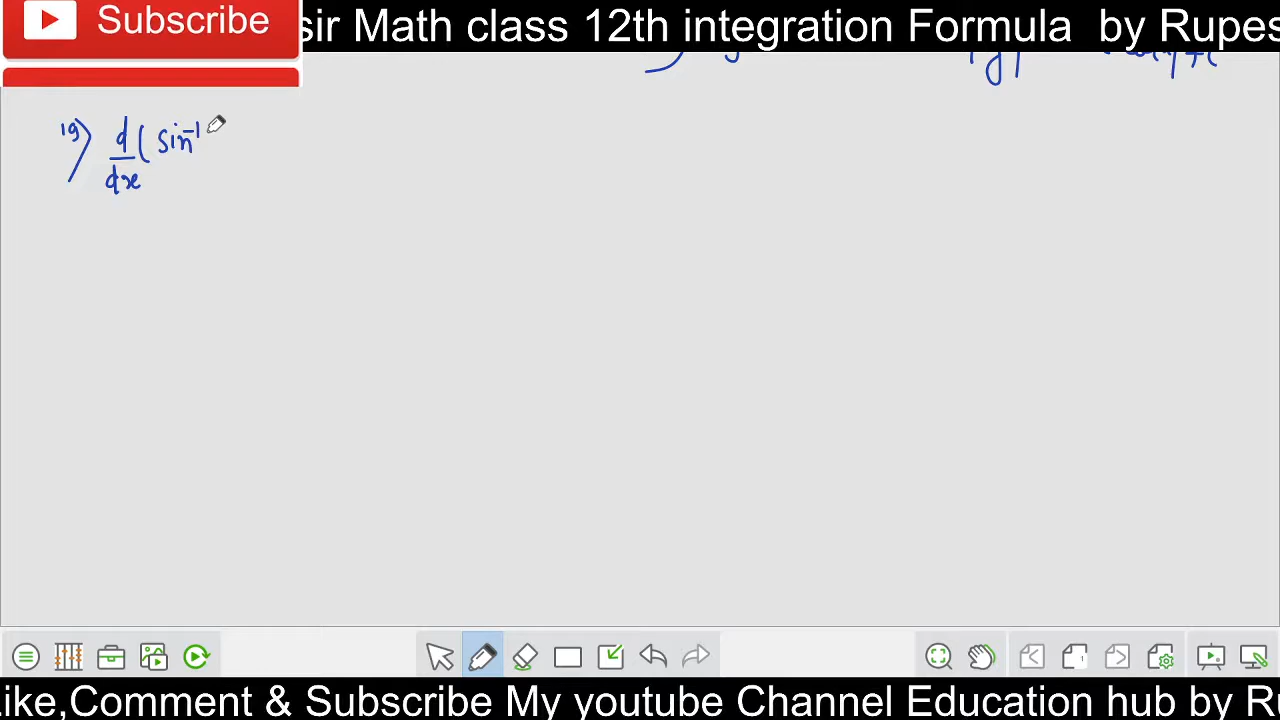 Subscribe
sir Math class 12th integration Formula by Rupes
19) d/dx ( sin⁻¹
Like,Comment & Subscribe My youtube Channel Education hub by Ru